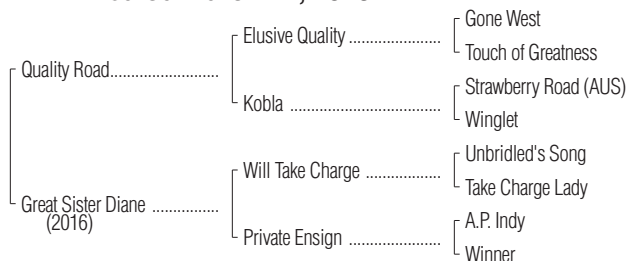 Gone West
Elusive Quality
Touch of Greatness
Quality Road
Strawberry Road (AUS)
Kobla
Winglet
Unbridled's Song
Will Take Charge
Take Charge Lady
Great Sister Diane
(2016)
A.P. Indy
Private Ensign
Winner